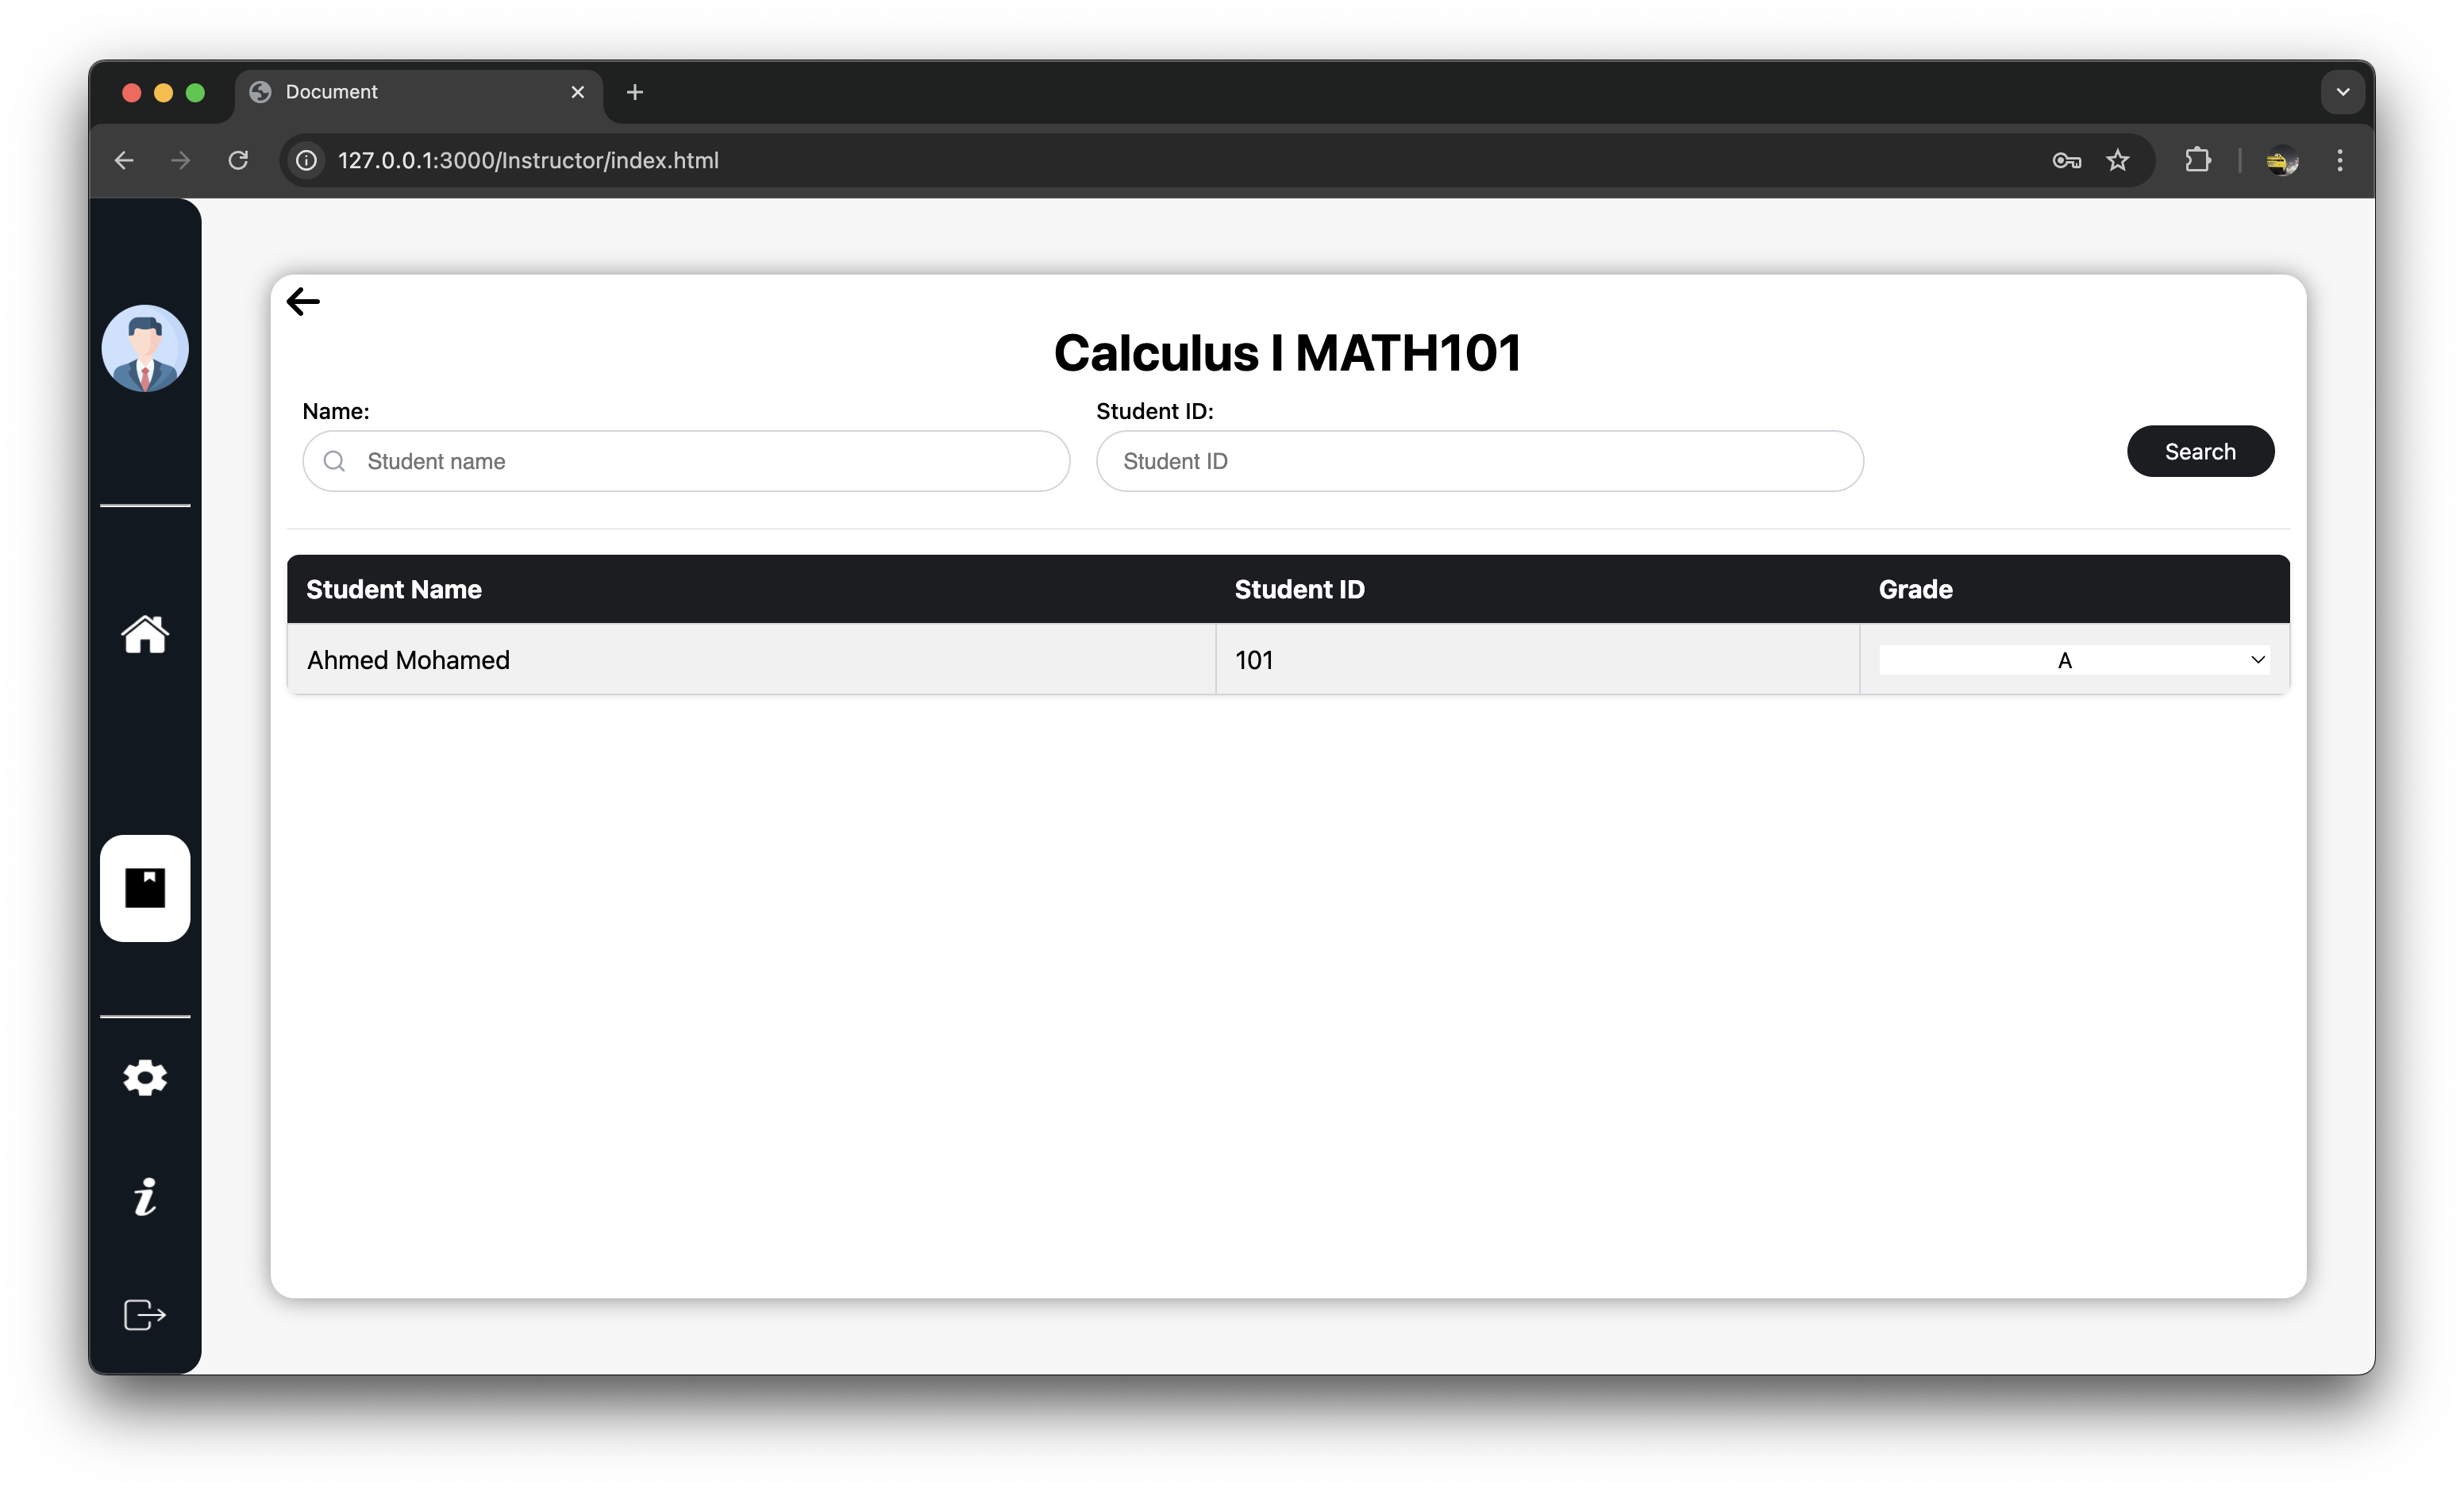 Document
127.0.0.1:3000/Instructor/index.html
Calculus I MATH101
Name:
Student ID:
Student name
Student ID
Search
Student Name Student ID Grade
Ahmed Mohamed 101 A